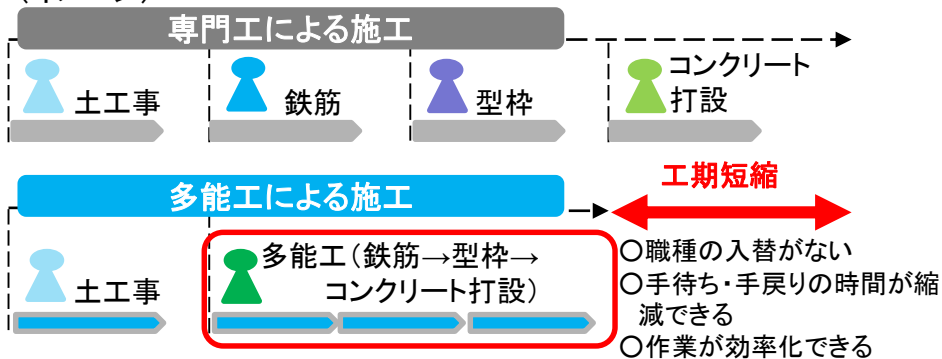 専門工による施工
土工事
鉄筋
型枠
コンクリート
打設
多能工による施工
工期短縮
土工事
多能工(鉄筋→型枠→
コンクリート打設)
○職種の入替がない
○手待ち・手戻りの時間が縮
減できる
○作業が効率化できる